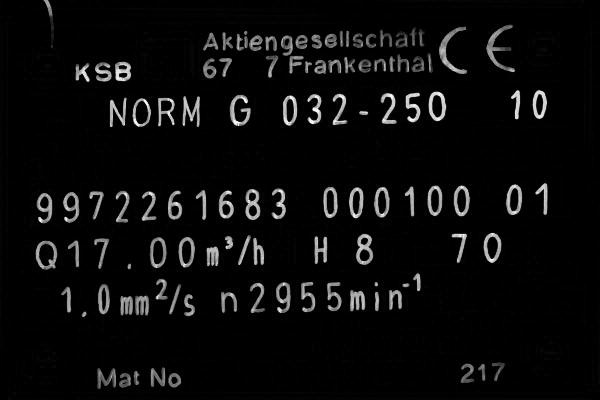 Aktiengesellschaft CE
KSB 67 7 Frankenthal
NORM G 032-250 10
9972261683 000100 01
Q17.00m³/h H 8 70
1.0mm²/s n2955min⁻¹
Mat No 217